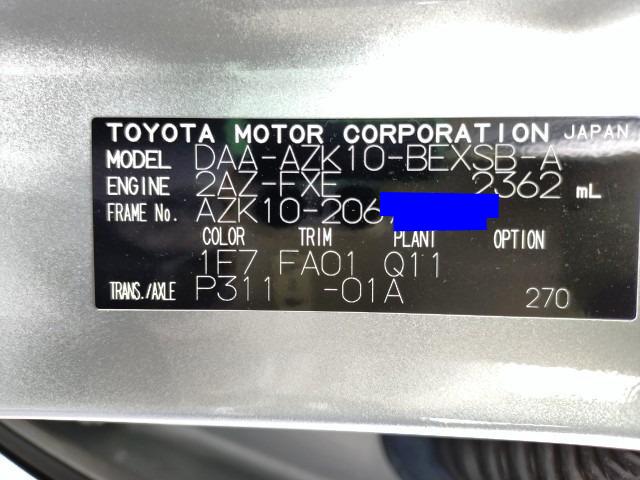 TOYOTA MOTOR CORPORATION JAPAN
MODEL DAA-AZK10-BEXSB-A
ENGINE 2AZ-FXE 2362 mL
FRAME No. AZK10-206
COLOR TRIM PLANT OPTION
1E7 FA01 Q11
TRANS./AXLE P311 -01A 270